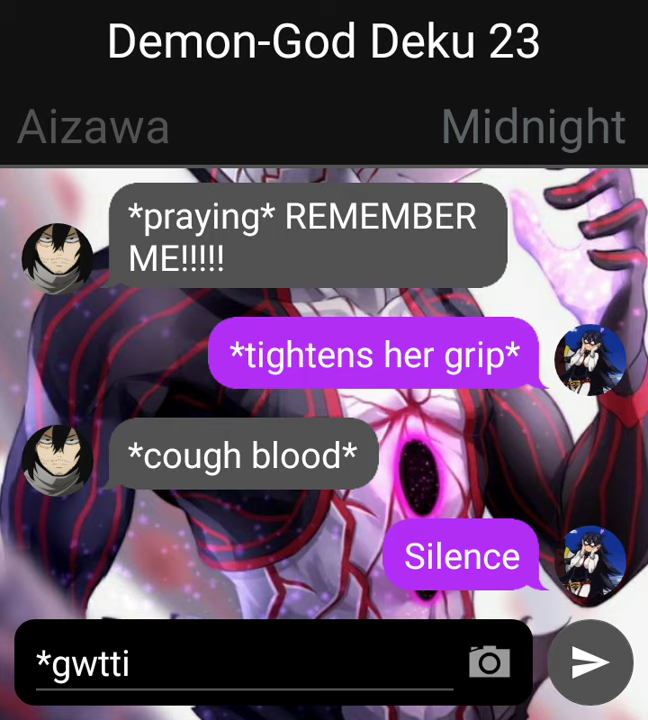 Demon-God Deku 23
Aizawa
Midnight
*praying* REMEMBER
ME!!!!!
*tightens her grip*
*cough blood*
Silence
*gwtti